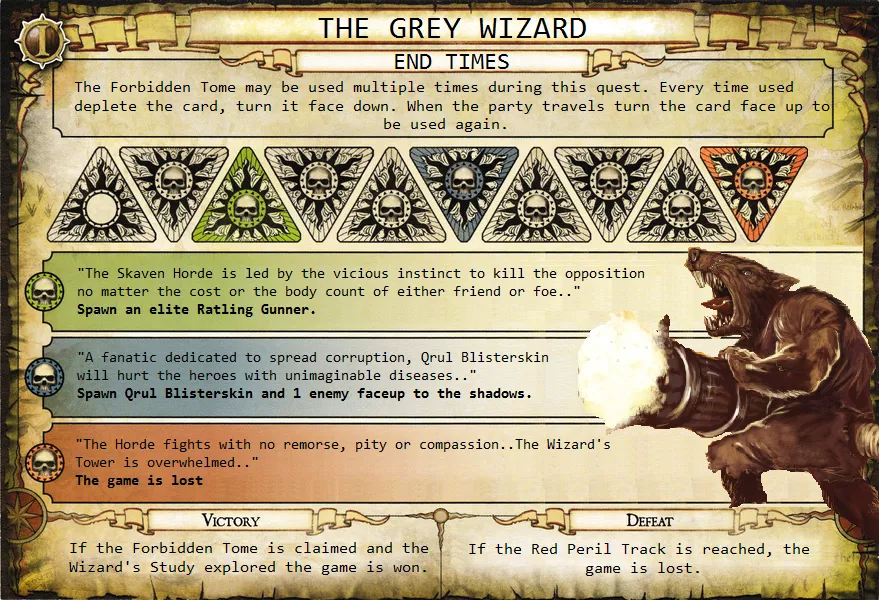 I
THE GREY WIZARD
END TIMES
The Forbidden Tome may be used multiple times during this quest. Every time used
deplete the card, turn it face down. When the party travels turn the card face up to
be used again.
"The Skaven Horde is led by the vicious instinct to kill the opposition
no matter the cost or the body count of either friend or foe.."
Spawn an elite Ratling Gunner.
"A fanatic dedicated to spread corruption, Qrul Blisterskin
will hurt the heroes with unimaginable diseases.."
Spawn Qrul Blisterskin and 1 enemy faceup to the shadows.
"The Horde fights with no remorse, pity or compassion..The Wizard's
Tower is overwhelmed.."
The game is lost
VICTORY
If the Forbidden Tome is claimed and the
Wizard's Study explored the game is won.
DEFEAT
If the Red Peril Track is reached, the
game is lost.